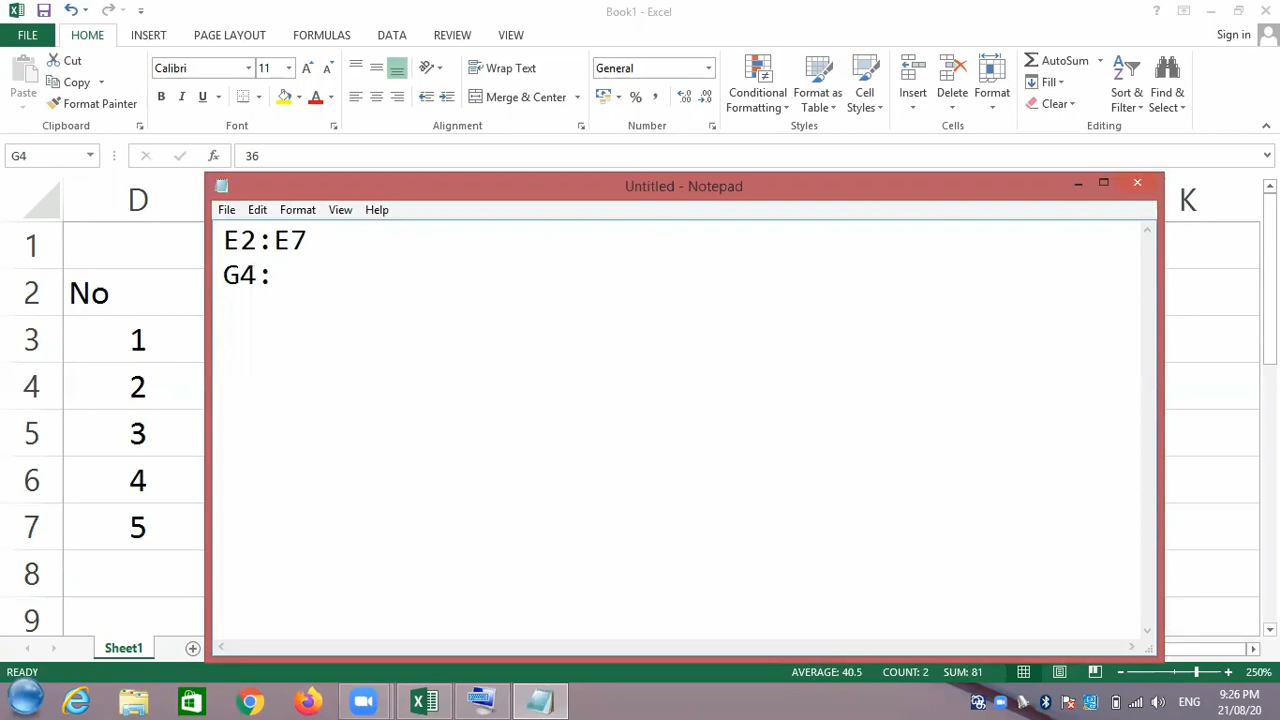 Book1 - Excel
FILE HOME INSERT PAGE LAYOUT FORMULAS DATA REVIEW VIEW Sign in
Paste
Cut
Copy
Format Painter
Clipboard
Calibri 11
B I U A
Font
Wrap Text
Merge & Center
Alignment
General
%
Number
Conditional Formatting
Format as Table
Cell Styles
Styles
Insert
Delete
Format
Cells
AutoSum
Fill
Clear
Sort & Filter
Find & Select
Editing
G4 fx 36
Untitled - Notepad
File Edit Format View Help
E2:E7
G4:
D K
1
2 No
3 1
4 2
5 3
6 4
7 5
8
9
Sheet1
READY AVERAGE: 40.5 COUNT: 2 SUM: 81 250%
ENG
9:26 PM
21/08/20